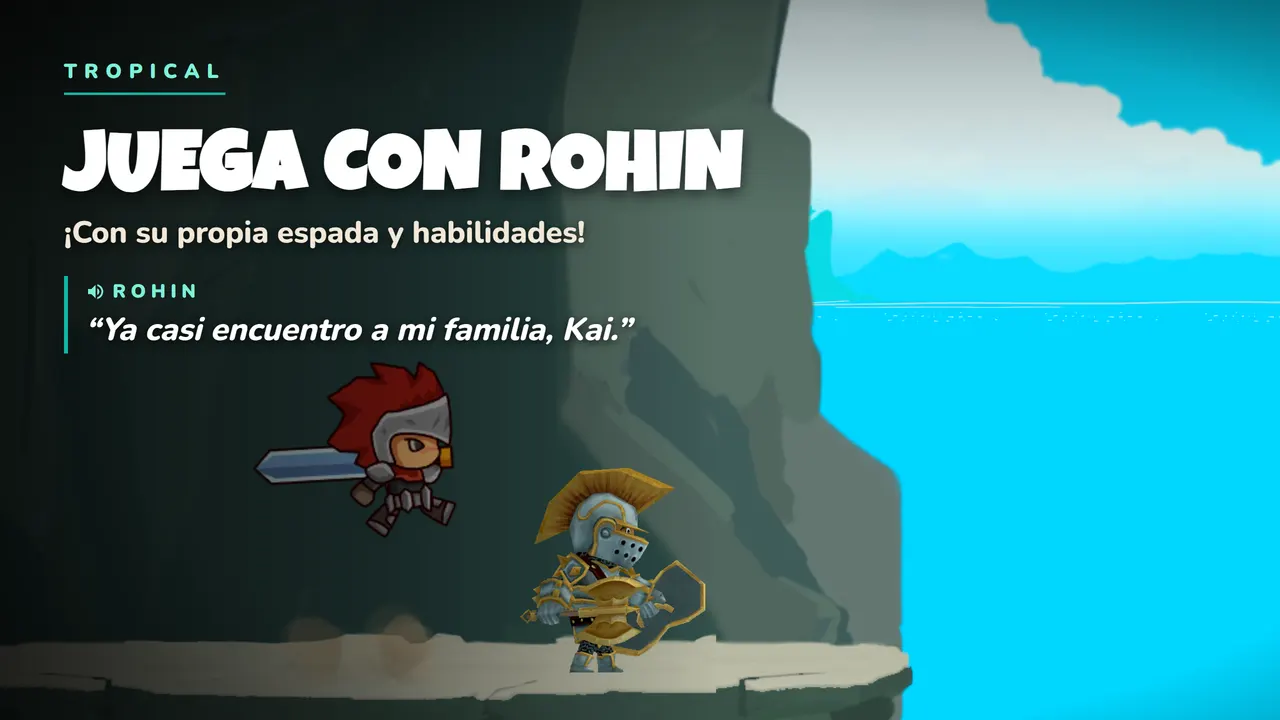 TROPICAL
JUEGA CON ROHIN
¡Con su propia espada y habilidades!
ROHIN
“Ya casi encuentro a mi familia, Kai.”